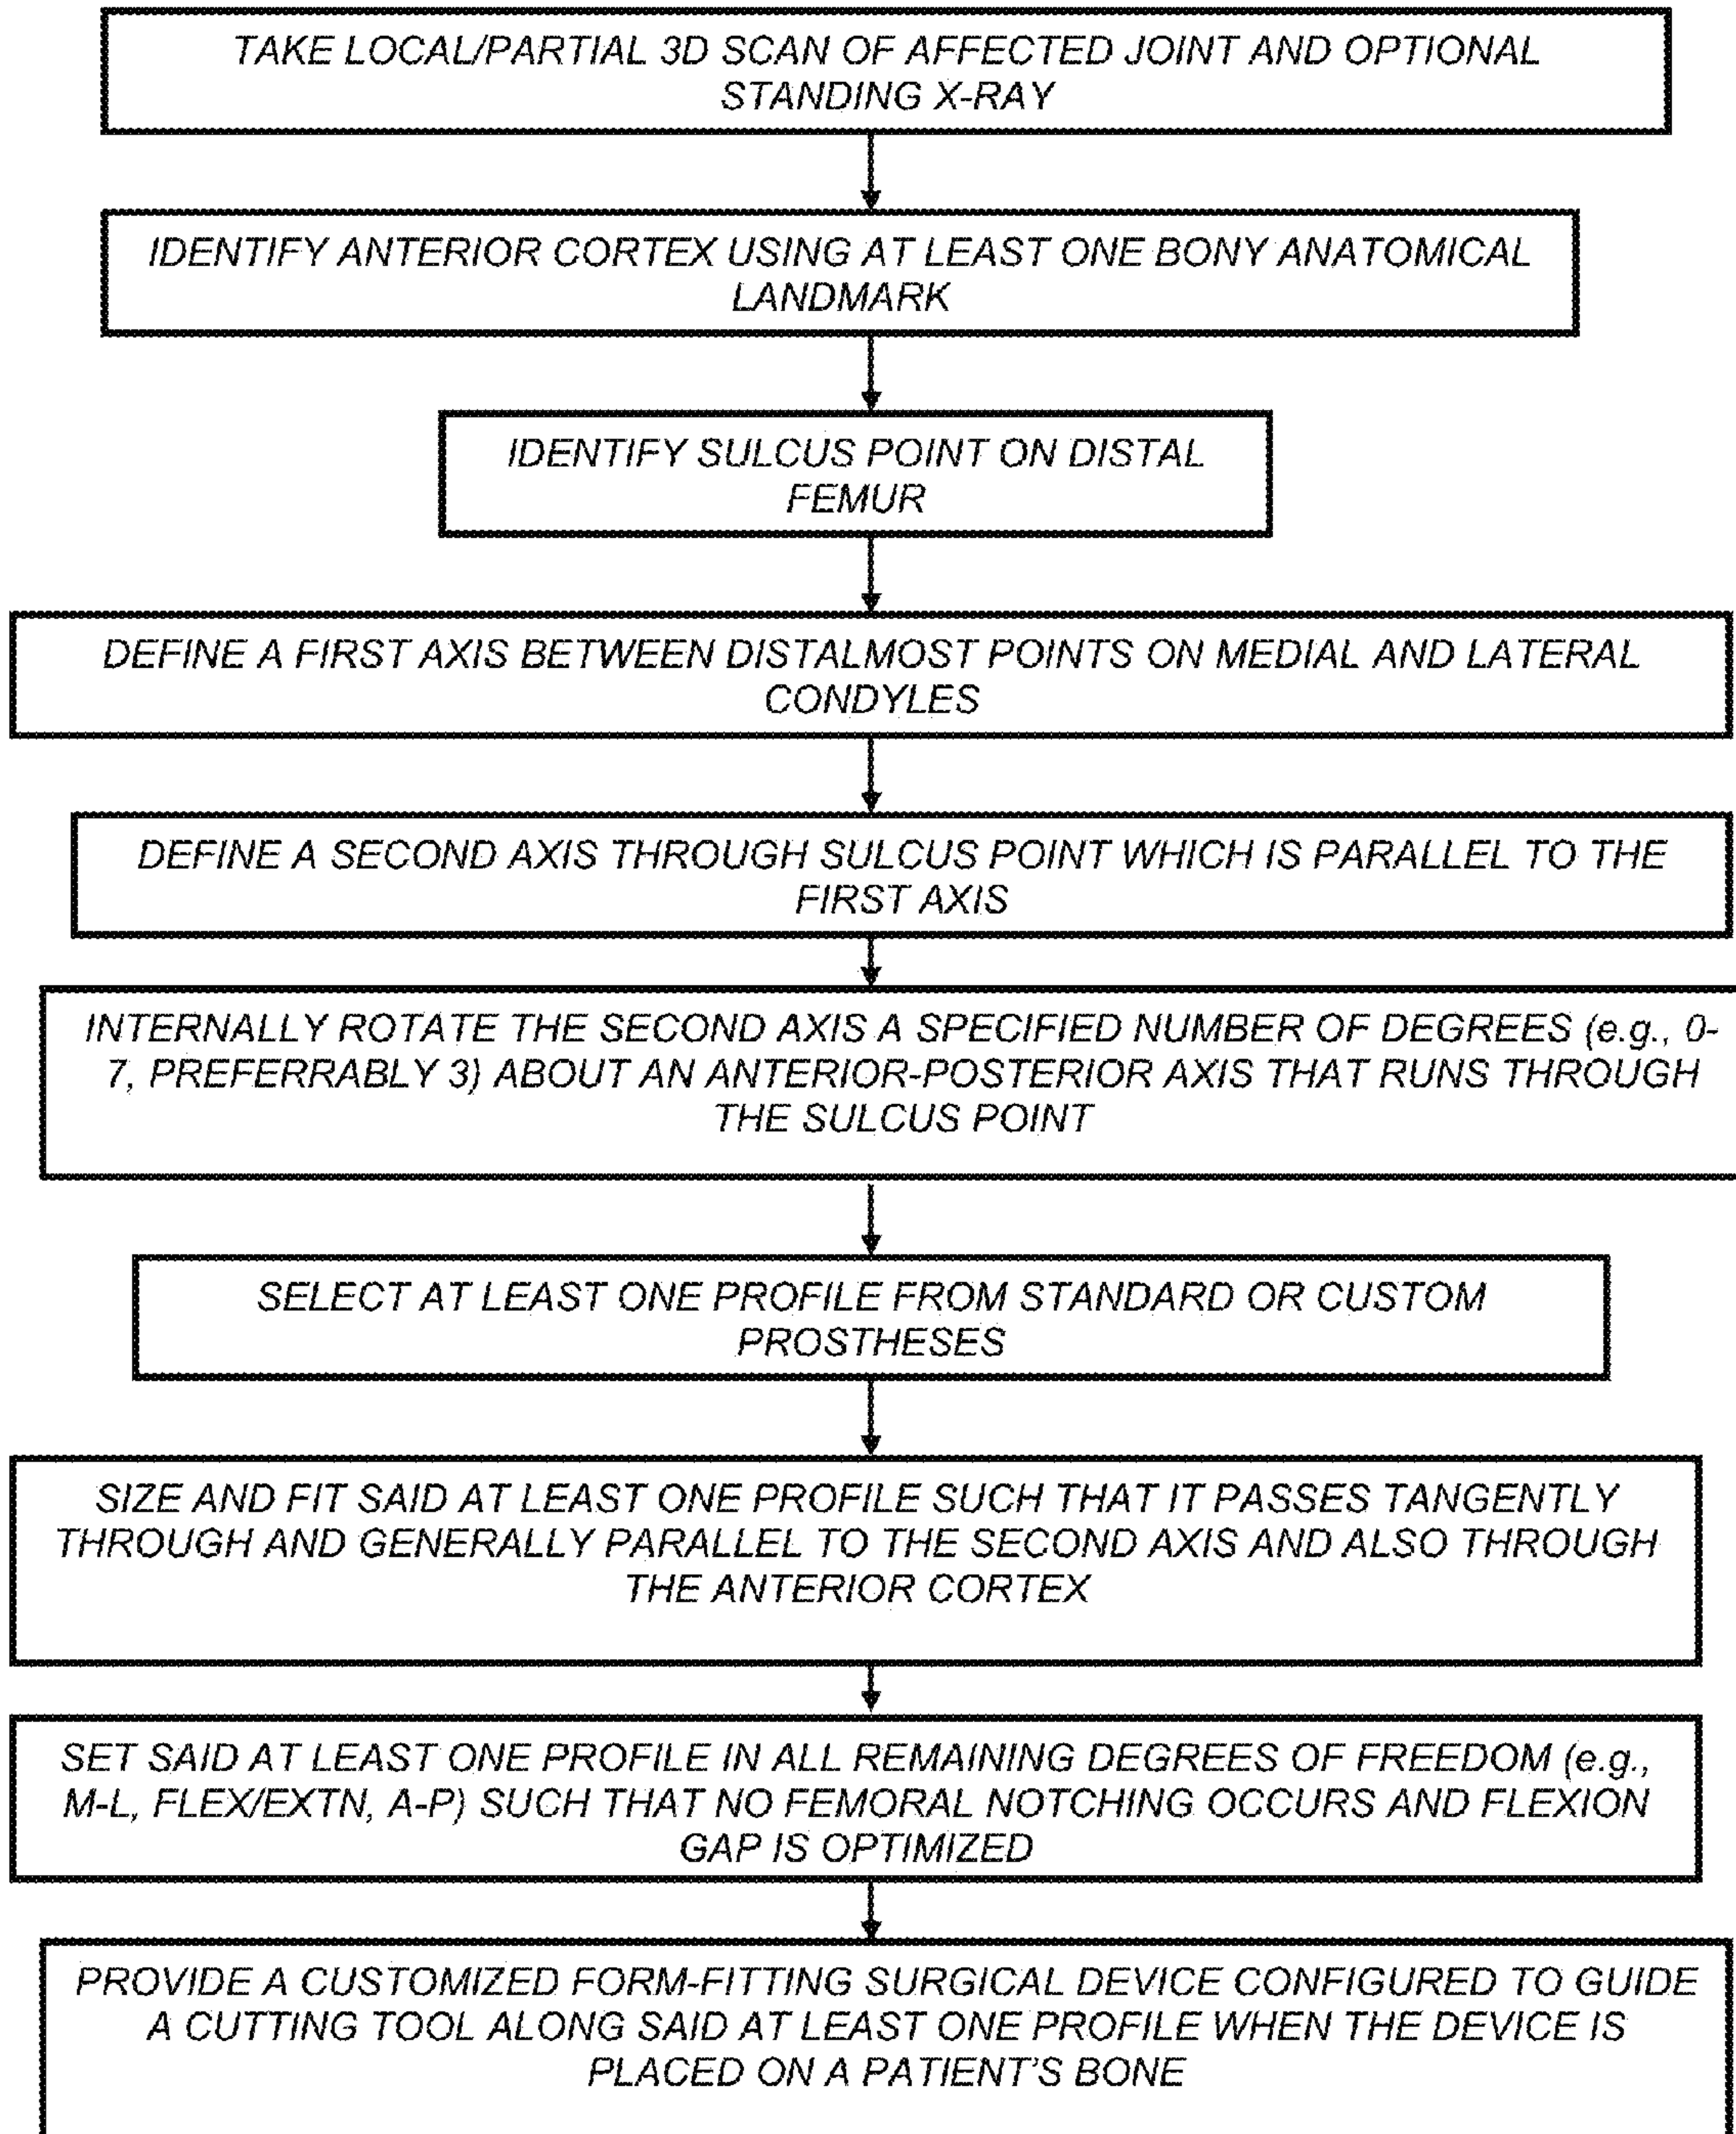 TAKE LOCAL/PARTIAL 3D SCAN OF AFFECTED JOINT AND OPTIONAL
STANDING X-RAY
IDENTIFY ANTERIOR CORTEX USING AT LEAST ONE BONY ANATOMICAL
LANDMARK
IDENTIFY SULCUS POINT ON DISTAL
FEMUR
DEFINE A FIRST AXIS BETWEEN DISTALMOST POINTS ON MEDIAL AND LATERAL
CONDYLES
DEFINE A SECOND AXIS THROUGH SULCUS POINT WHICH IS PARALLEL TO THE
FIRST AXIS
INTERNALLY ROTATE THE SECOND AXIS A SPECIFIED NUMBER OF DEGREES (e.g., 0-
7, PREFERRABLY 3) ABOUT AN ANTERIOR-POSTERIOR AXIS THAT RUNS THROUGH
THE SULCUS POINT
SELECT AT LEAST ONE PROFILE FROM STANDARD OR CUSTOM
PROSTHESES
SIZE AND FIT SAID AT LEAST ONE PROFILE SUCH THAT IT PASSES TANGENTLY
THROUGH AND GENERALLY PARALLEL TO THE SECOND AXIS AND ALSO THROUGH
THE ANTERIOR CORTEX
SET SAID AT LEAST ONE PROFILE IN ALL REMAINING DEGREES OF FREEDOM (e.g.,
M-L, FLEX/EXTN, A-P) SUCH THAT NO FEMORAL NOTCHING OCCURS AND FLEXION
GAP IS OPTIMIZED
PROVIDE A CUSTOMIZED FORM-FITTING SURGICAL DEVICE CONFIGURED TO GUIDE
A CUTTING TOOL ALONG SAID AT LEAST ONE PROFILE WHEN THE DEVICE IS
PLACED ON A PATIENT'S BONE